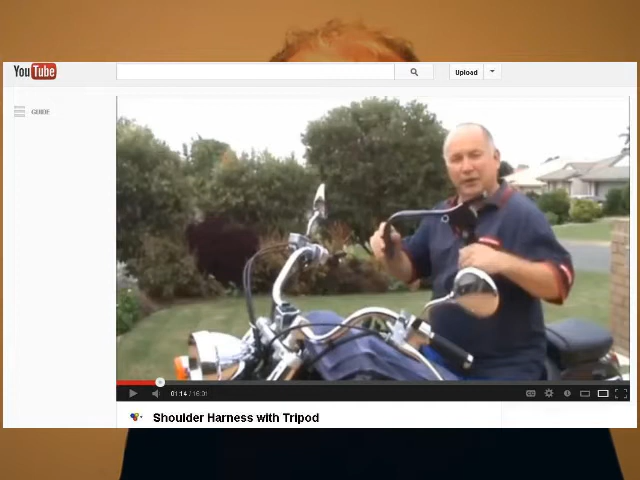 YouTube
Upload
GUIDE
01:14 / 16:01
Shoulder Harness with Tripod